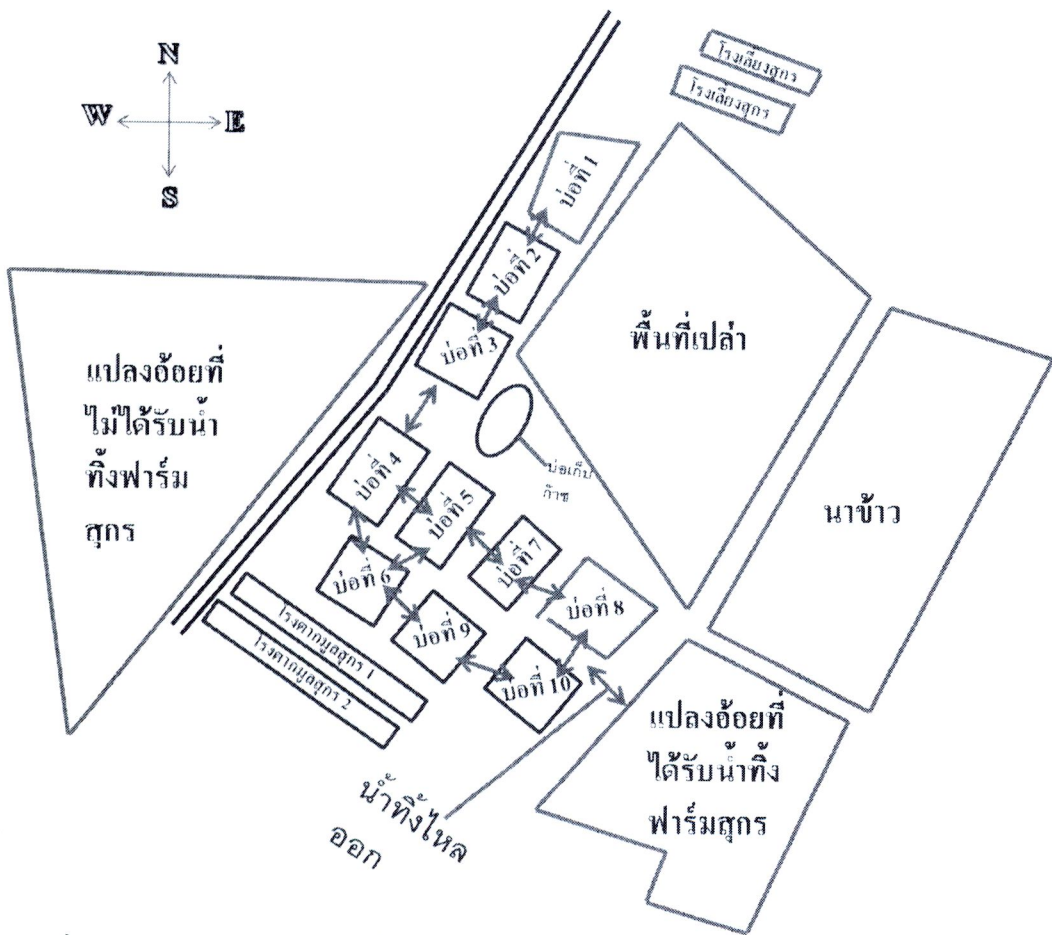 N
W
E
S
โรงเลี้ยงสุกร
โรงเลี้ยงสุกร
บ่อที่ 1
บ่อที่ 2
บ่อที่ 3
พื้นที่เปล่า
แปลงอ้อยที่
ไม่ได้รับน้ำ
ทิ้งฟาร์ม
สุกร
บ่อเก็บ
ก๊าซ
บ่อที่ 4
บ่อที่ 5
นาข้าว
บ่อที่ 7
บ่อที่ 6
บ่อที่ 8
บ่อที่ 9
บ่อที่ 10
โรงตากมูลสุกร 1
โรงตากมูลสุกร 2
แปลงอ้อยที่
ได้รับน้ำทิ้ง
ฟาร์มสุกร
น้ำทิ้งไหล
ออก